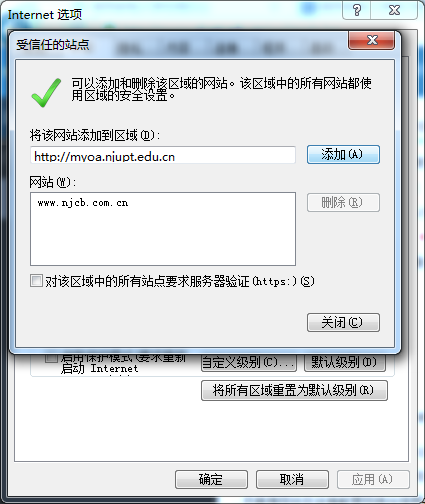 Internet 选项
受信任的站点
可以添加和删除该区域的网站。该区域中的所有网站都使
用区域的安全设置。
将该网站添加到区域(D):
http://myoa.njupt.edu.cn
添加(A)
网站(W):
www.njcb.com.cn
删除(R)
对该区域中的所有站点要求服务器验证(https:)(S)
关闭(C)
启用保护模式(要求重新
启动 Internet
自定义级别(C)...
默认级别(D)
将所有区域重置为默认级别(R)
确定
取消
应用(A)